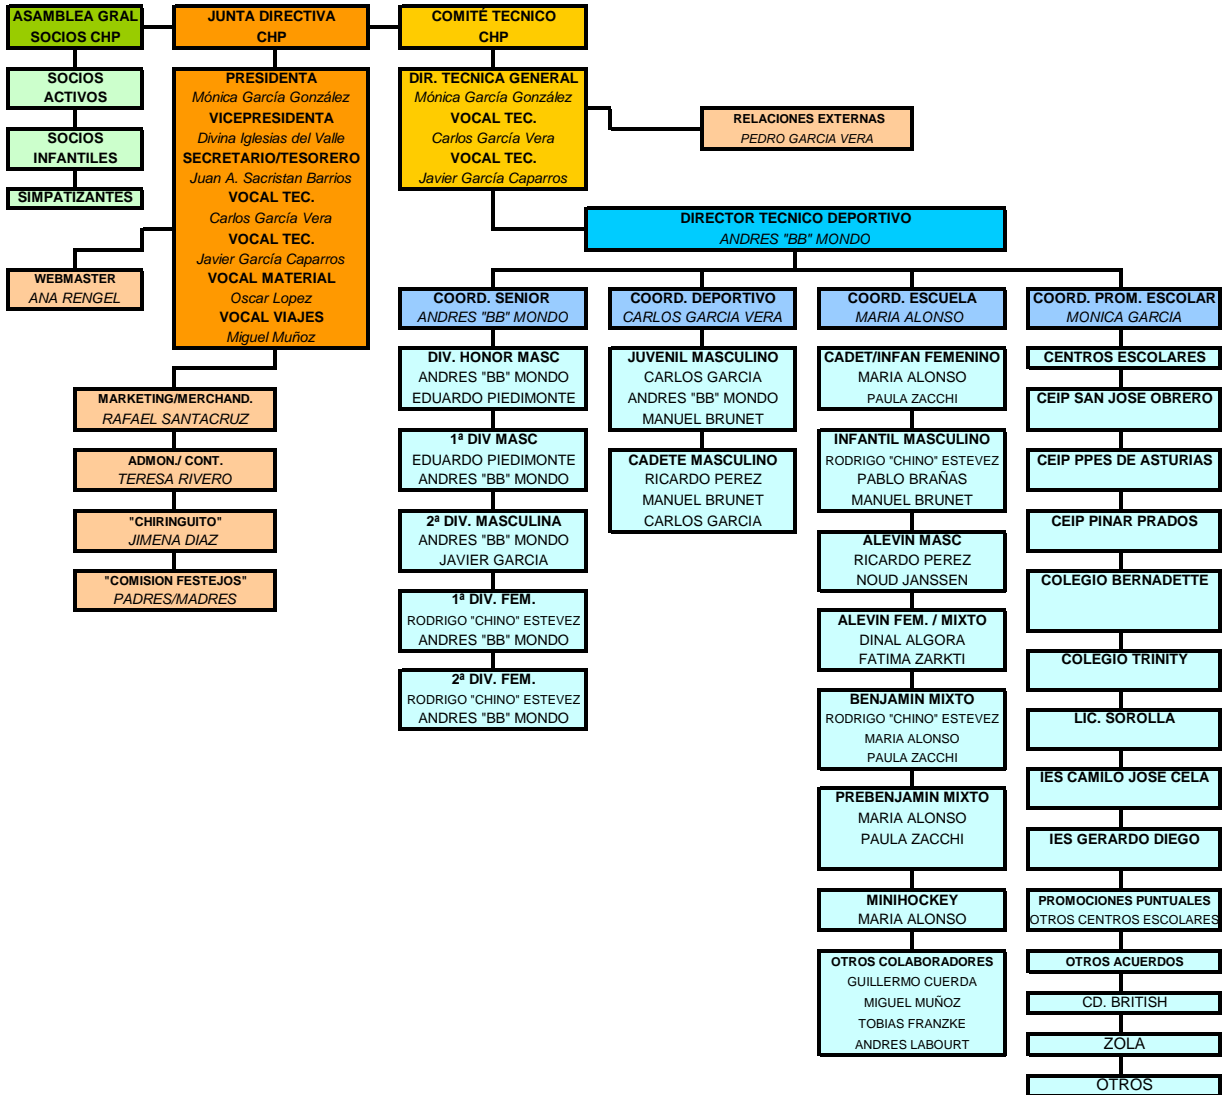 ASAMBLEA GRAL
SOCIOS CHP
JUNTA DIRECTIVA
CHP
COMITÉ TECNICO
CHP
SOCIOS
ACTIVOS
SOCIOS
INFANTILES
SIMPATIZANTES
PRESIDENTA
Mónica García González
VICEPRESIDENTA
Divina Iglesias del Valle
SECRETARIO/TESORERO
Juan A. Sacristan Barrios
VOCAL TEC.
Carlos García Vera
VOCAL TEC.
Javier García Caparros
VOCAL MATERIAL
Oscar Lopez
VOCAL VIAJES
Miguel Muñoz
DIR. TECNICA GENERAL
Mónica García González
VOCAL TEC.
Carlos García Vera
VOCAL TEC.
Javier García Caparros
RELACIONES EXTERNAS
PEDRO GARCIA VERA
DIRECTOR TECNICO DEPORTIVO
ANDRES "BB" MONDO
WEBMASTER
ANA RENGEL
MARKETING/MERCHAND.
RAFAEL SANTACRUZ
ADMON./ CONT.
TERESA RIVERO
"CHIRINGUITO"
JIMENA DIAZ
"COMISION FESTEJOS"
PADRES/MADRES
COORD. SENIOR
ANDRES "BB" MONDO
DIV. HONOR MASC
ANDRES "BB" MONDO
EDUARDO PIEDIMONTE
1ª DIV MASC
EDUARDO PIEDIMONTE
ANDRES "BB" MONDO
2ª DIV. MASCULINA
ANDRES "BB" MONDO
JAVIER GARCIA
1ª DIV. FEM.
RODRIGO "CHINO" ESTEVEZ
ANDRES "BB" MONDO
2ª DIV. FEM.
RODRIGO "CHINO" ESTEVEZ
ANDRES "BB" MONDO
COORD. DEPORTIVO
CARLOS GARCIA VERA
JUVENIL MASCULINO
CARLOS GARCIA
ANDRES "BB" MONDO
MANUEL BRUNET
CADETE MASCULINO
RICARDO PEREZ
MANUEL BRUNET
CARLOS GARCIA
COORD. ESCUELA
MARIA ALONSO
CADET/INFAN FEMENINO
MARIA ALONSO
PAULA ZACCHI
INFANTIL MASCULINO
RODRIGO "CHINO" ESTEVEZ
PABLO BRAÑAS
MANUEL BRUNET
ALEVIN MASC
RICARDO PEREZ
NOUD JANSSEN
ALEVIN FEM. / MIXTO
DINAL ALGORA
FATIMA ZARKTI
BENJAMIN MIXTO
RODRIGO "CHINO" ESTEVEZ
MARIA ALONSO
PAULA ZACCHI
PREBENJAMIN MIXTO
MARIA ALONSO
PAULA ZACCHI
MINIHOCKEY
MARIA ALONSO
OTROS COLABORADORES
GUILLERMO CUERDA
MIGUEL MUÑOZ
TOBIAS FRANZKE
ANDRES LABOURT
COORD. PROM. ESCOLAR
MONICA GARCIA
CENTROS ESCOLARES
CEIP SAN JOSE OBRERO
CEIP PPES DE ASTURIAS
CEIP PINAR PRADOS
COLEGIO BERNADETTE
COLEGIO TRINITY
LIC. SOROLLA
IES CAMILO JOSE CELA
IES GERARDO DIEGO
PROMOCIONES PUNTUALES
OTROS CENTROS ESCOLARES
OTROS ACUERDOS
CD. BRITISH
ZOLA
OTROS